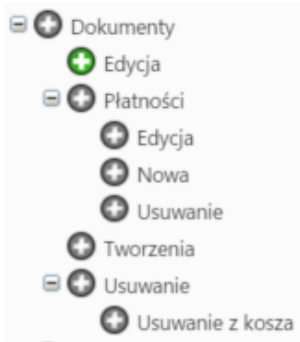 Dokumenty
Edycja
Płatności
Edycja
Nowa
Usuwanie
Tworzenia
Usuwanie
Usuwanie z kosza